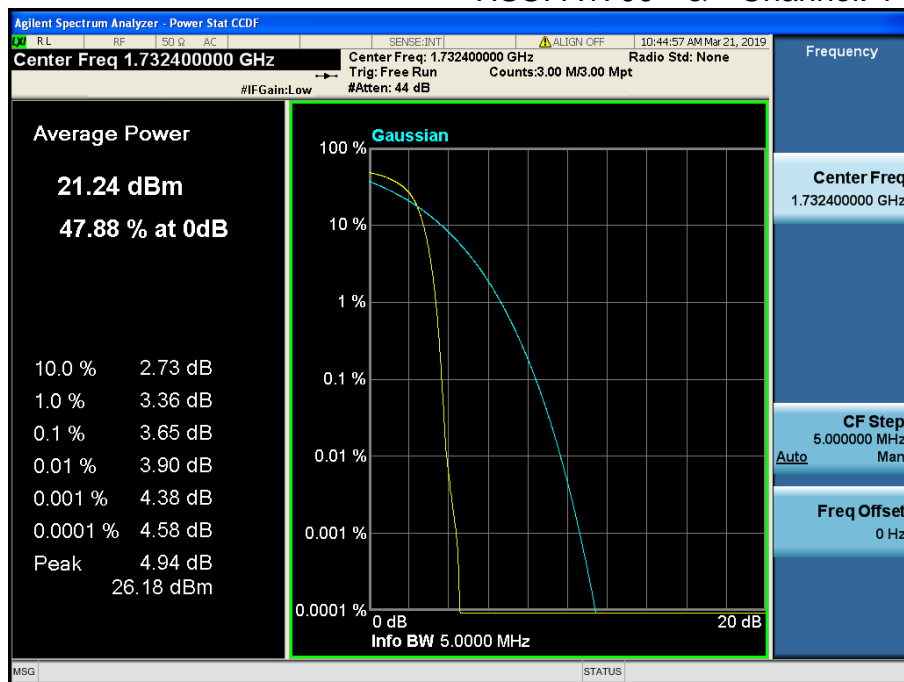 Agilent Spectrum Analyzer - Power Stat CCDF
LXI RL RF 50 Ω AC SENSE:INT ALIGN OFF 10:44:57 AM Mar 21, 2019
Center Freq 1.732400000 GHz
Center Freq: 1.732400000 GHz Radio Std: None
Trig: Free Run Counts:3.00 M/3.00 Mpt
#IFGain:Low #Atten: 44 dB
Frequency
Average Power
21.24 dBm
47.88 % at 0dB
10.0 % 2.73 dB
1.0 % 3.36 dB
0.1 % 3.65 dB
0.01 % 3.90 dB
0.001 % 4.38 dB
0.0001 % 4.58 dB
Peak 4.94 dB
26.18 dBm
Gaussian
100 %
10 %
1 %
0.1 %
0.01 %
0.001 %
0.0001 %
0 dB 20 dB
Info BW 5.0000 MHz
Center Freq
1.732400000 GHz
CF Step
5.000000 MHz
Auto Man
Freq Offset
0 Hz
MSG STATUS